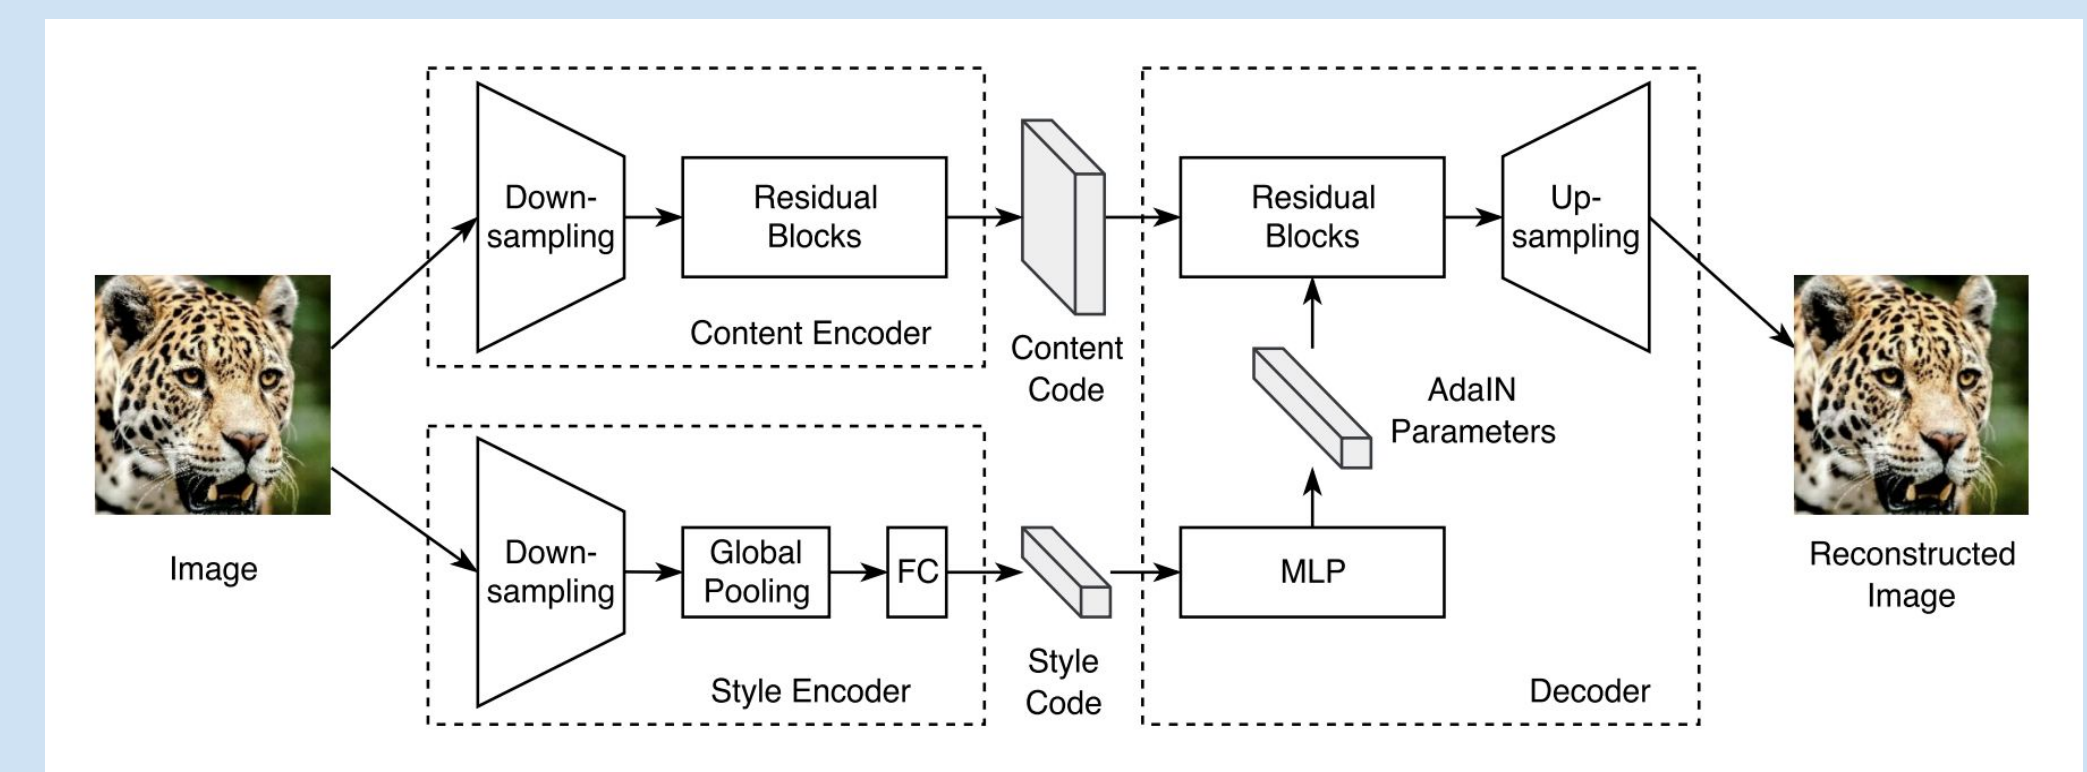 Down-
sampling
Residual
Blocks
Content Encoder
Content
Code
Residual
Blocks
Up-
sampling
AdaIN
Parameters
Image
Down-
sampling
Global
Pooling
FC
Style Encoder
Style
Code
MLP
Decoder
Reconstructed
Image